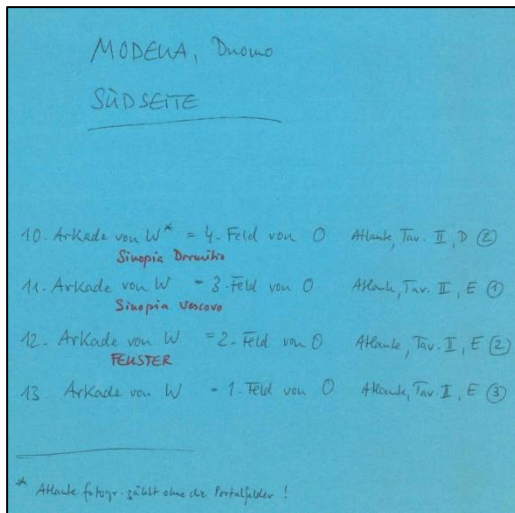 MODENA, Duomo
SÜDSEITE
10. Arkade von W* = 4. Feld von O Atlante, Tav. II, D ②
Sinopia Dormitio
11. Arkade von W = 3. Feld von O Atlante, Tav. II, E ①
Sinopia Vescovo
12. Arkade von W = 2. Feld von O Atlante, Tav. II, E ②
FENSTER
13. Arkade von W = 1. Feld von O Atlante, Tav. II, E ③
* Atlante fotogr. zählt ohne die Portalfelder !